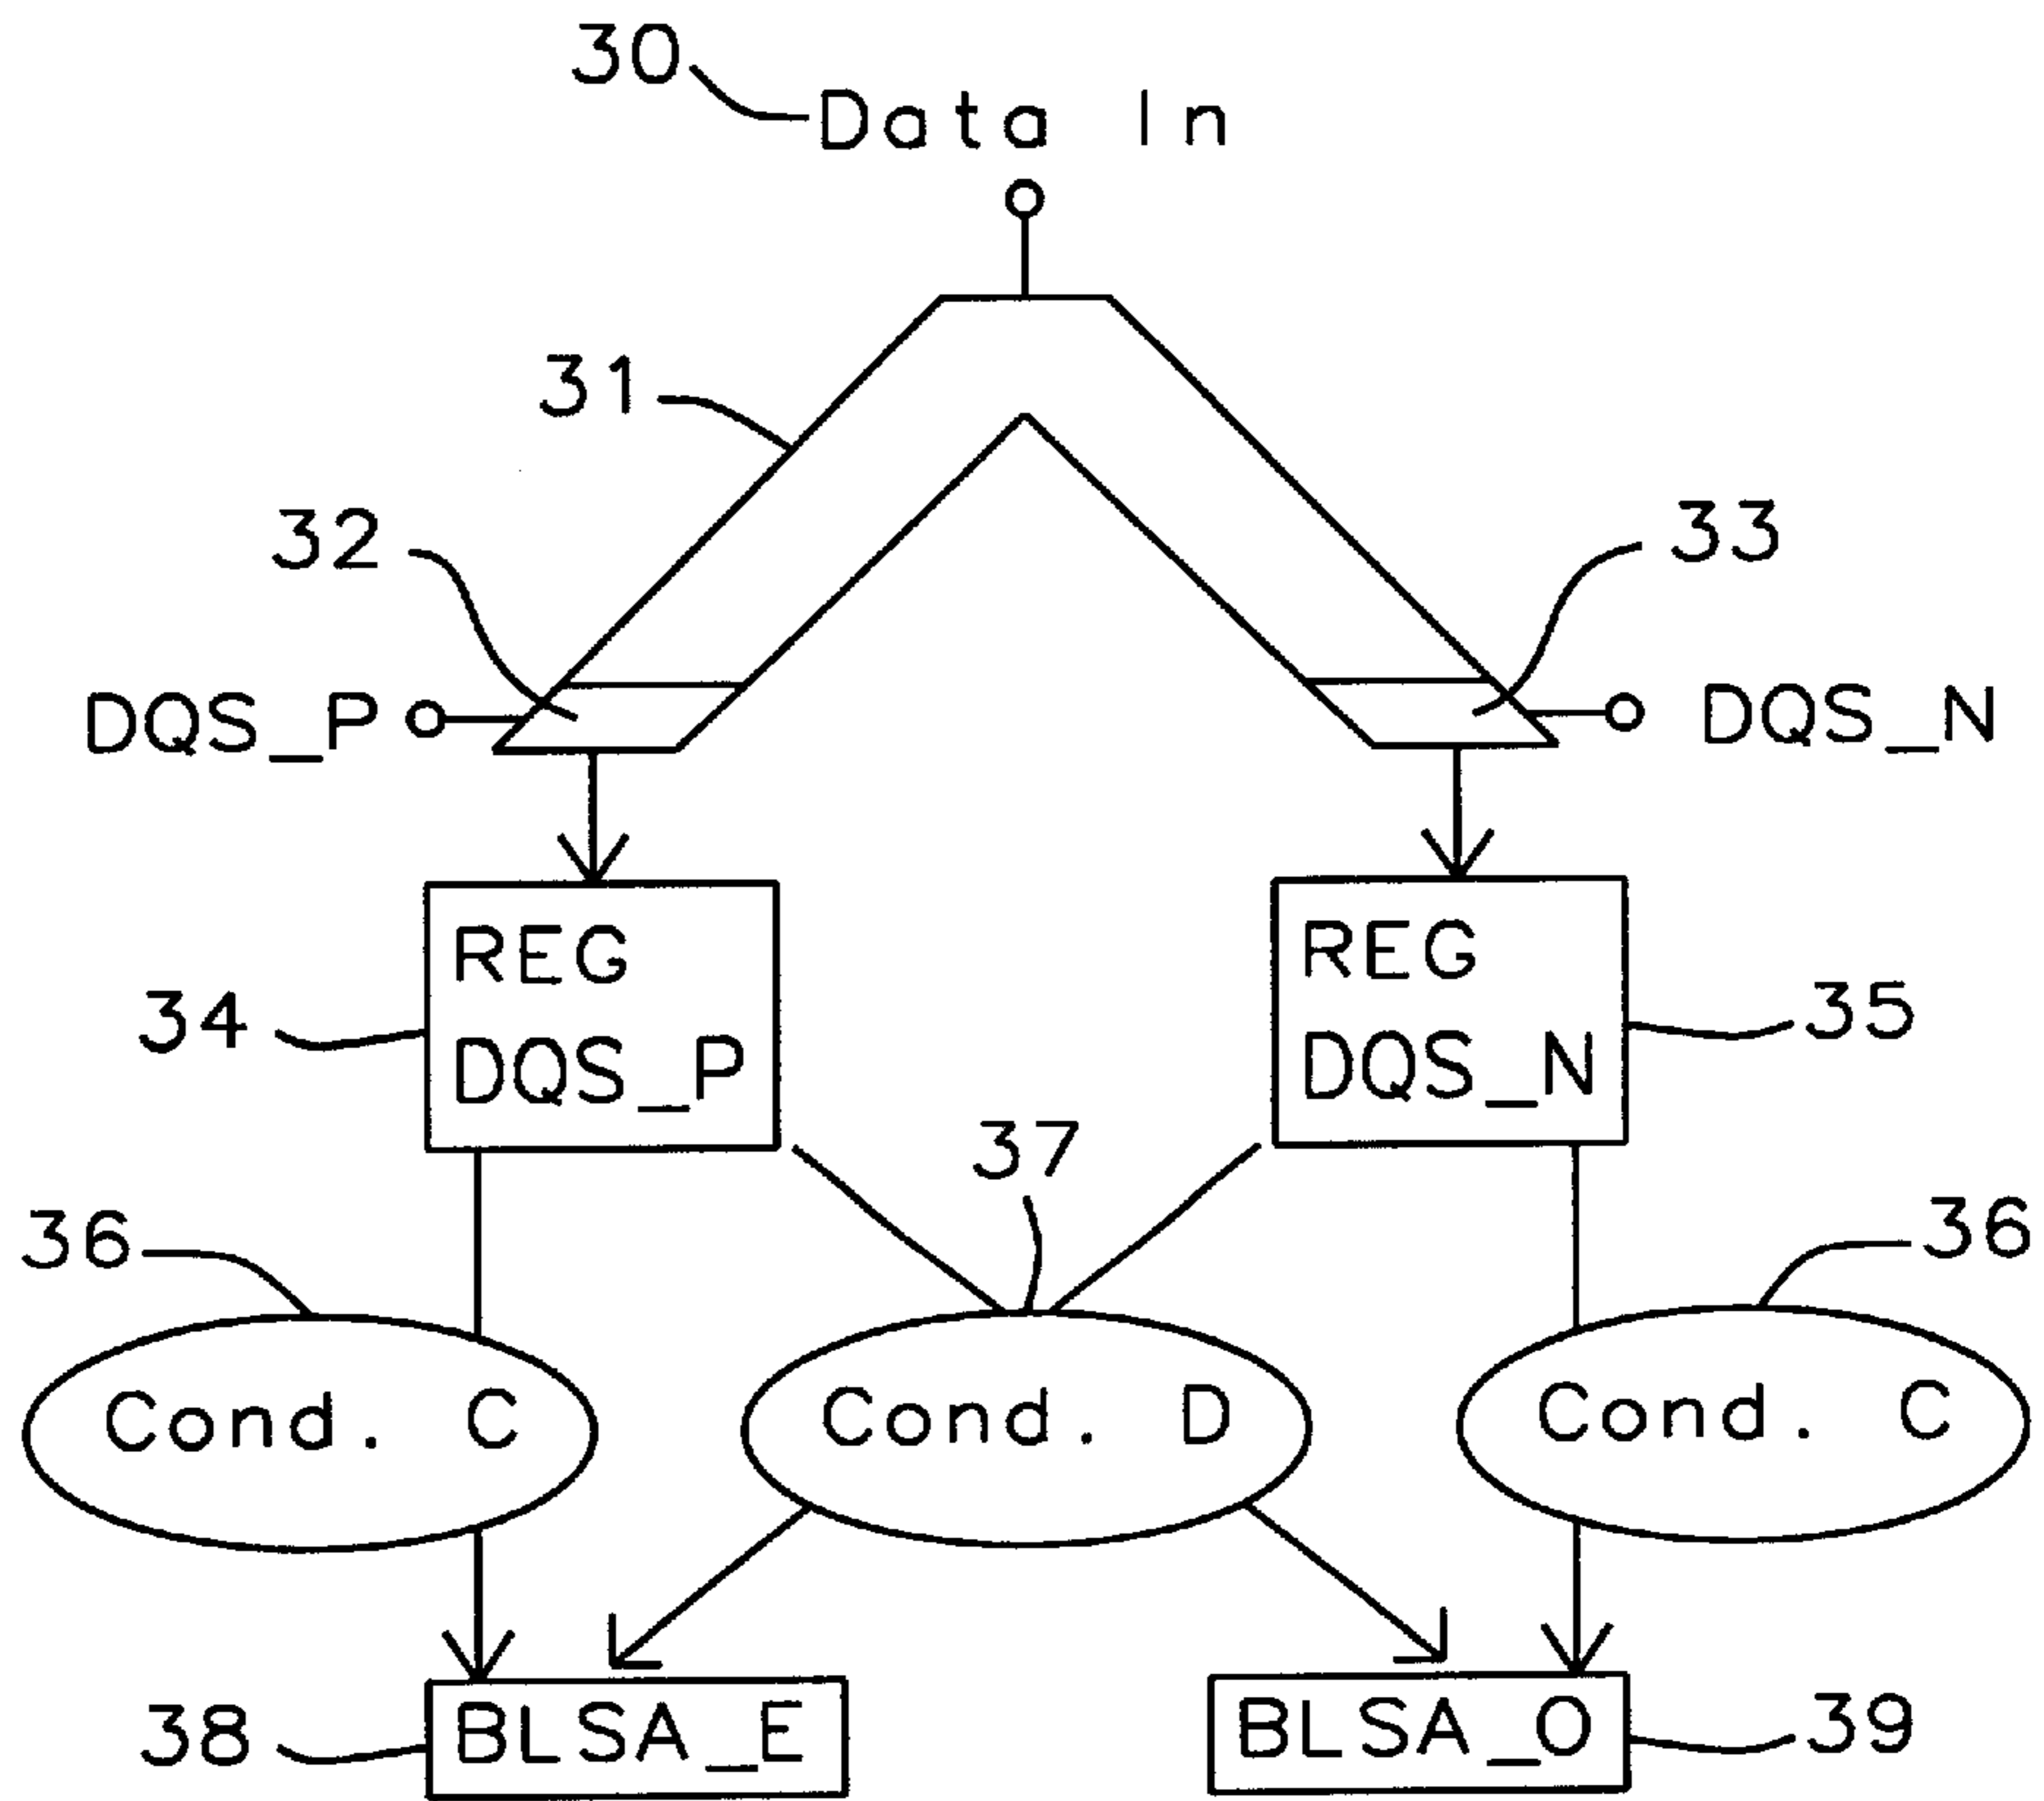 30
Data In
31
32
33
DQS_P
DQS_N
REG
DQS_P
REG
DQS_N
34
35
37
36
36
Cond. C
Cond. D
Cond. C
38
BLSA_E
BLSA_O
39